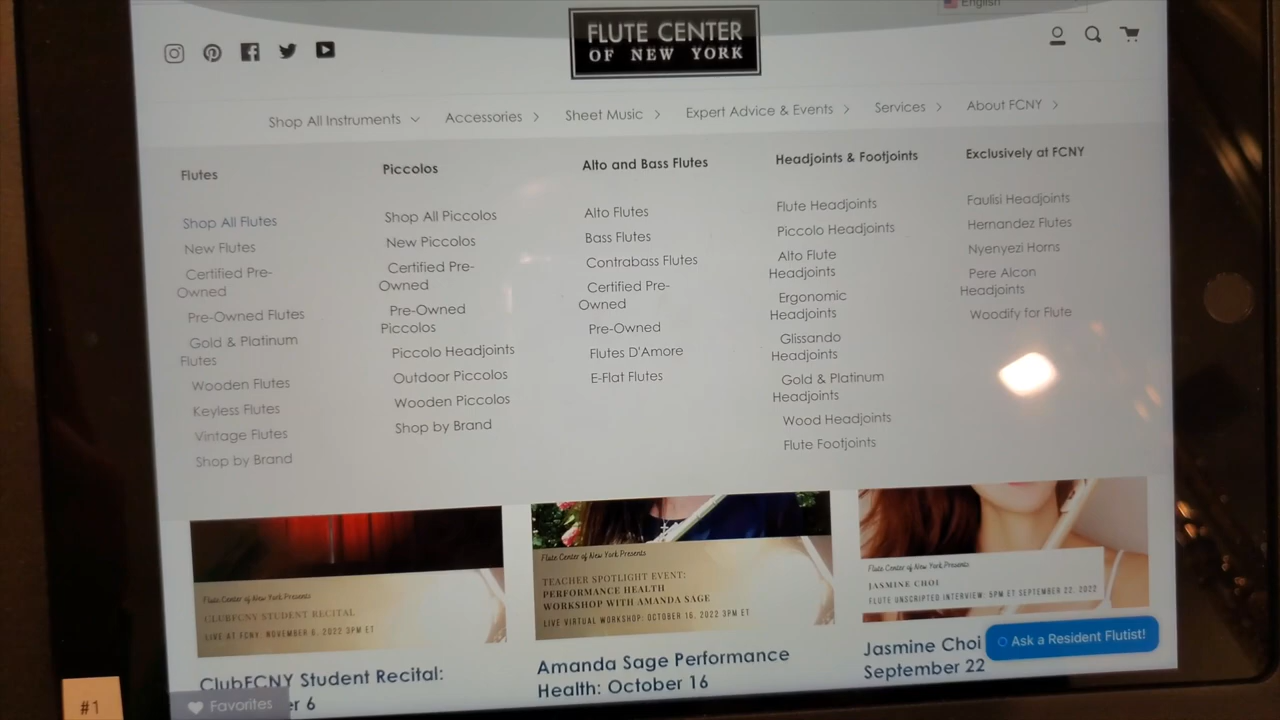 English
FLUTE CENTER
OF NEW YORK
Shop All Instruments
Accessories
Sheet Music
Expert Advice & Events
Services
About FCNY
Flutes
Shop All Flutes
New Flutes
Certified Pre-
Owned
Pre-Owned Flutes
Gold & Platinum
Flutes
Wooden Flutes
Keyless Flutes
Vintage Flutes
Shop by Brand
Piccolos
Shop All Piccolos
New Piccolos
Certified Pre-
Owned
Pre-Owned
Piccolos
Piccolo Headjoints
Outdoor Piccolos
Wooden Piccolos
Shop by Brand
Alto and Bass Flutes
Alto Flutes
Bass Flutes
Contrabass Flutes
Certified Pre-
Owned
Pre-Owned
Flutes D'Amore
E-Flat Flutes
Headjoints & Footjoints
Flute Headjoints
Piccolo Headjoints
Alto Flute
Headjoints
Ergonomic
Headjoints
Glissando
Headjoints
Gold & Platinum
Headjoints
Wood Headjoints
Flute Footjoints
Exclusively at FCNY
Faulisi Headjoints
Hernandez Flutes
Nyenyezi Horns
Pere Alcon
Headjoints
Woodify for Flute
Flute Center of New York Presents
CLUBFCNY STUDENT RECITAL
LIVE AT FCNY: NOVEMBER 6, 2022 3PM ET
ClubFCNY Student Recital:
er 6
Flute Center of New York Presents
TEACHER SPOTLIGHT EVENT:
PERFORMANCE HEALTH
WORKSHOP WITH AMANDA SAGE
LIVE VIRTUAL WORKSHOP: OCTOBER 16, 2022 3PM ET
Amanda Sage Performance
Health: October 16
Flute Center of New York Presents
JASMINE CHOI
FLUTE UNSCRIPTED INTERVIEW: 5PM ET SEPTEMBER 22, 2022
Jasmine Choi
September 22
Ask a Resident Flutist!
Favorites
#1